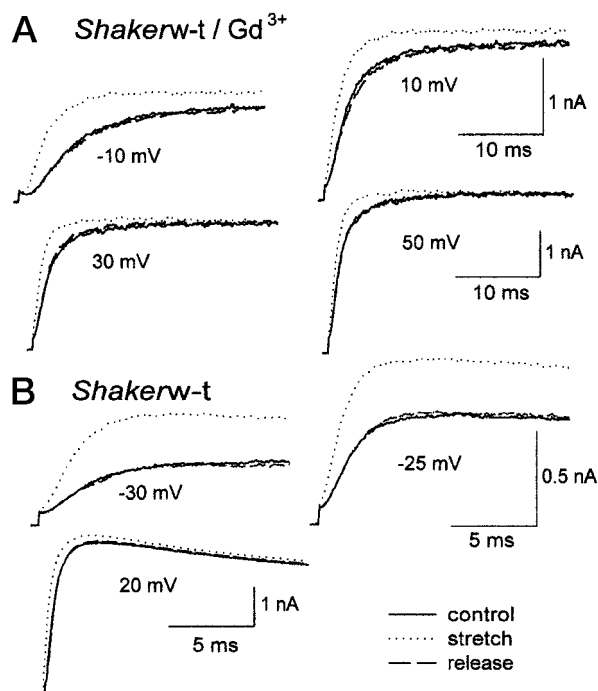 A Shakerw-t / Gd3+
-10 mV
10 mV
1 nA
10 ms
30 mV
50 mV
1 nA
10 ms
B Shakerw-t
-30 mV
-25 mV
0.5 nA
5 ms
20 mV
1 nA
5 ms
control
stretch
release